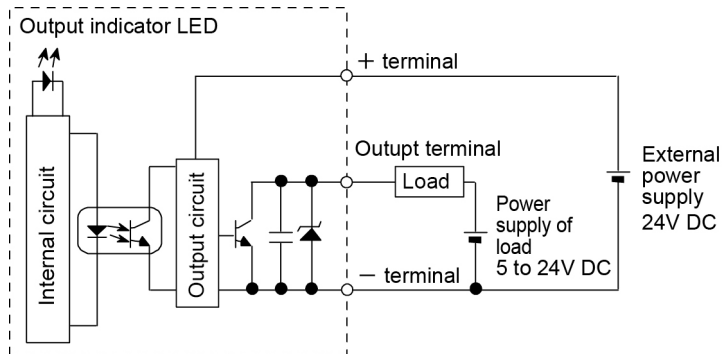 Output indicator LED
+ terminal
Outupt terminal
Load
External
power
supply
24V DC
Power
supply of
load
5 to 24V DC
− terminal
Internal circuit
Output circuit